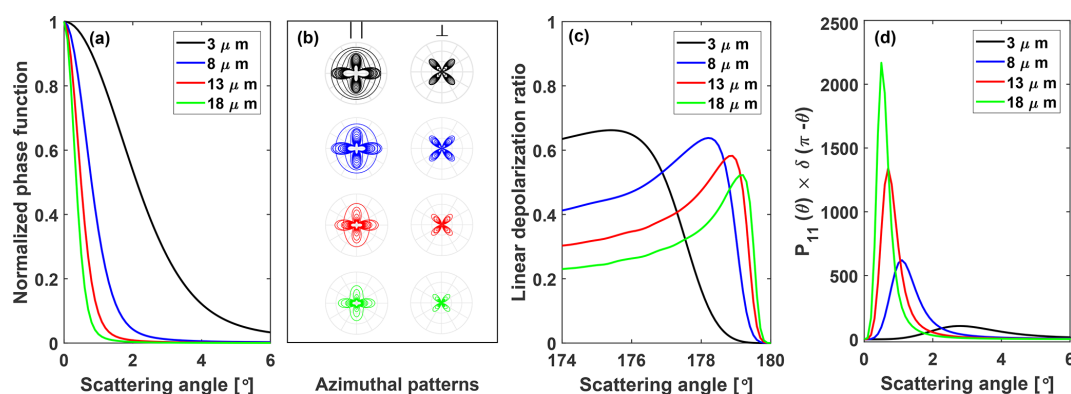 Normalized phase function
1
0.8
0.6
0.4
0.2
0
(a)
3 μ m
8 μ m
13 μ m
18 μ m
0
2
4
6
Scattering angle [°]
(b)
||
⊥
Azimuthal patterns
Linear depolarization ratio
1
0.8
0.6
0.4
0.2
0
(c)
3 μ m
8 μ m
13 μ m
18 μ m
174
176
178
180
Scattering angle [°]
P11 (θ) × δ (π -θ)
2500
2000
1500
1000
500
0
(d)
3 μ m
8 μ m
13 μ m
18 μ m
0
2
4
6
Scattering angle [°]